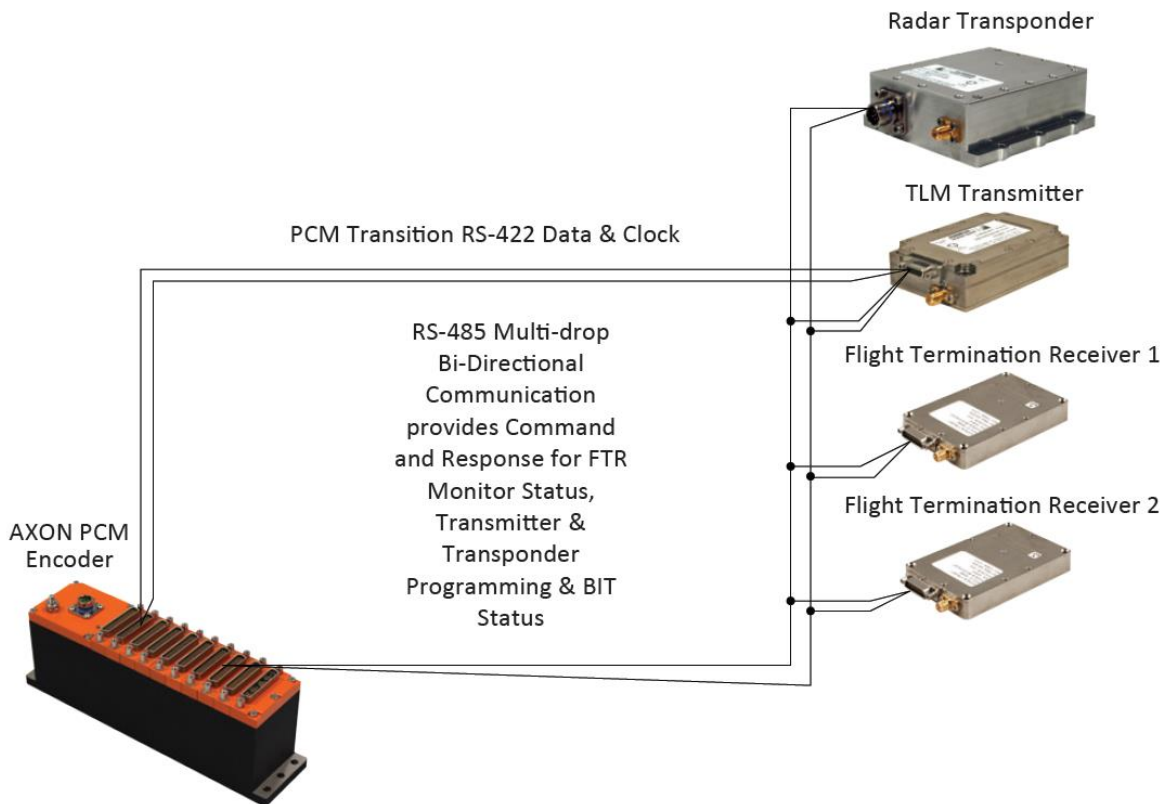 Radar Transponder
TLM Transmitter
PCM Transition RS-422 Data & Clock
RS-485 Multi-drop
Bi-Directional
Communication
provides Command
and Response for FTR
Monitor Status,
Transmitter &
Transponder
Programming & BIT
Status
Flight Termination Receiver 1
Flight Termination Receiver 2
AXON PCM
Encoder